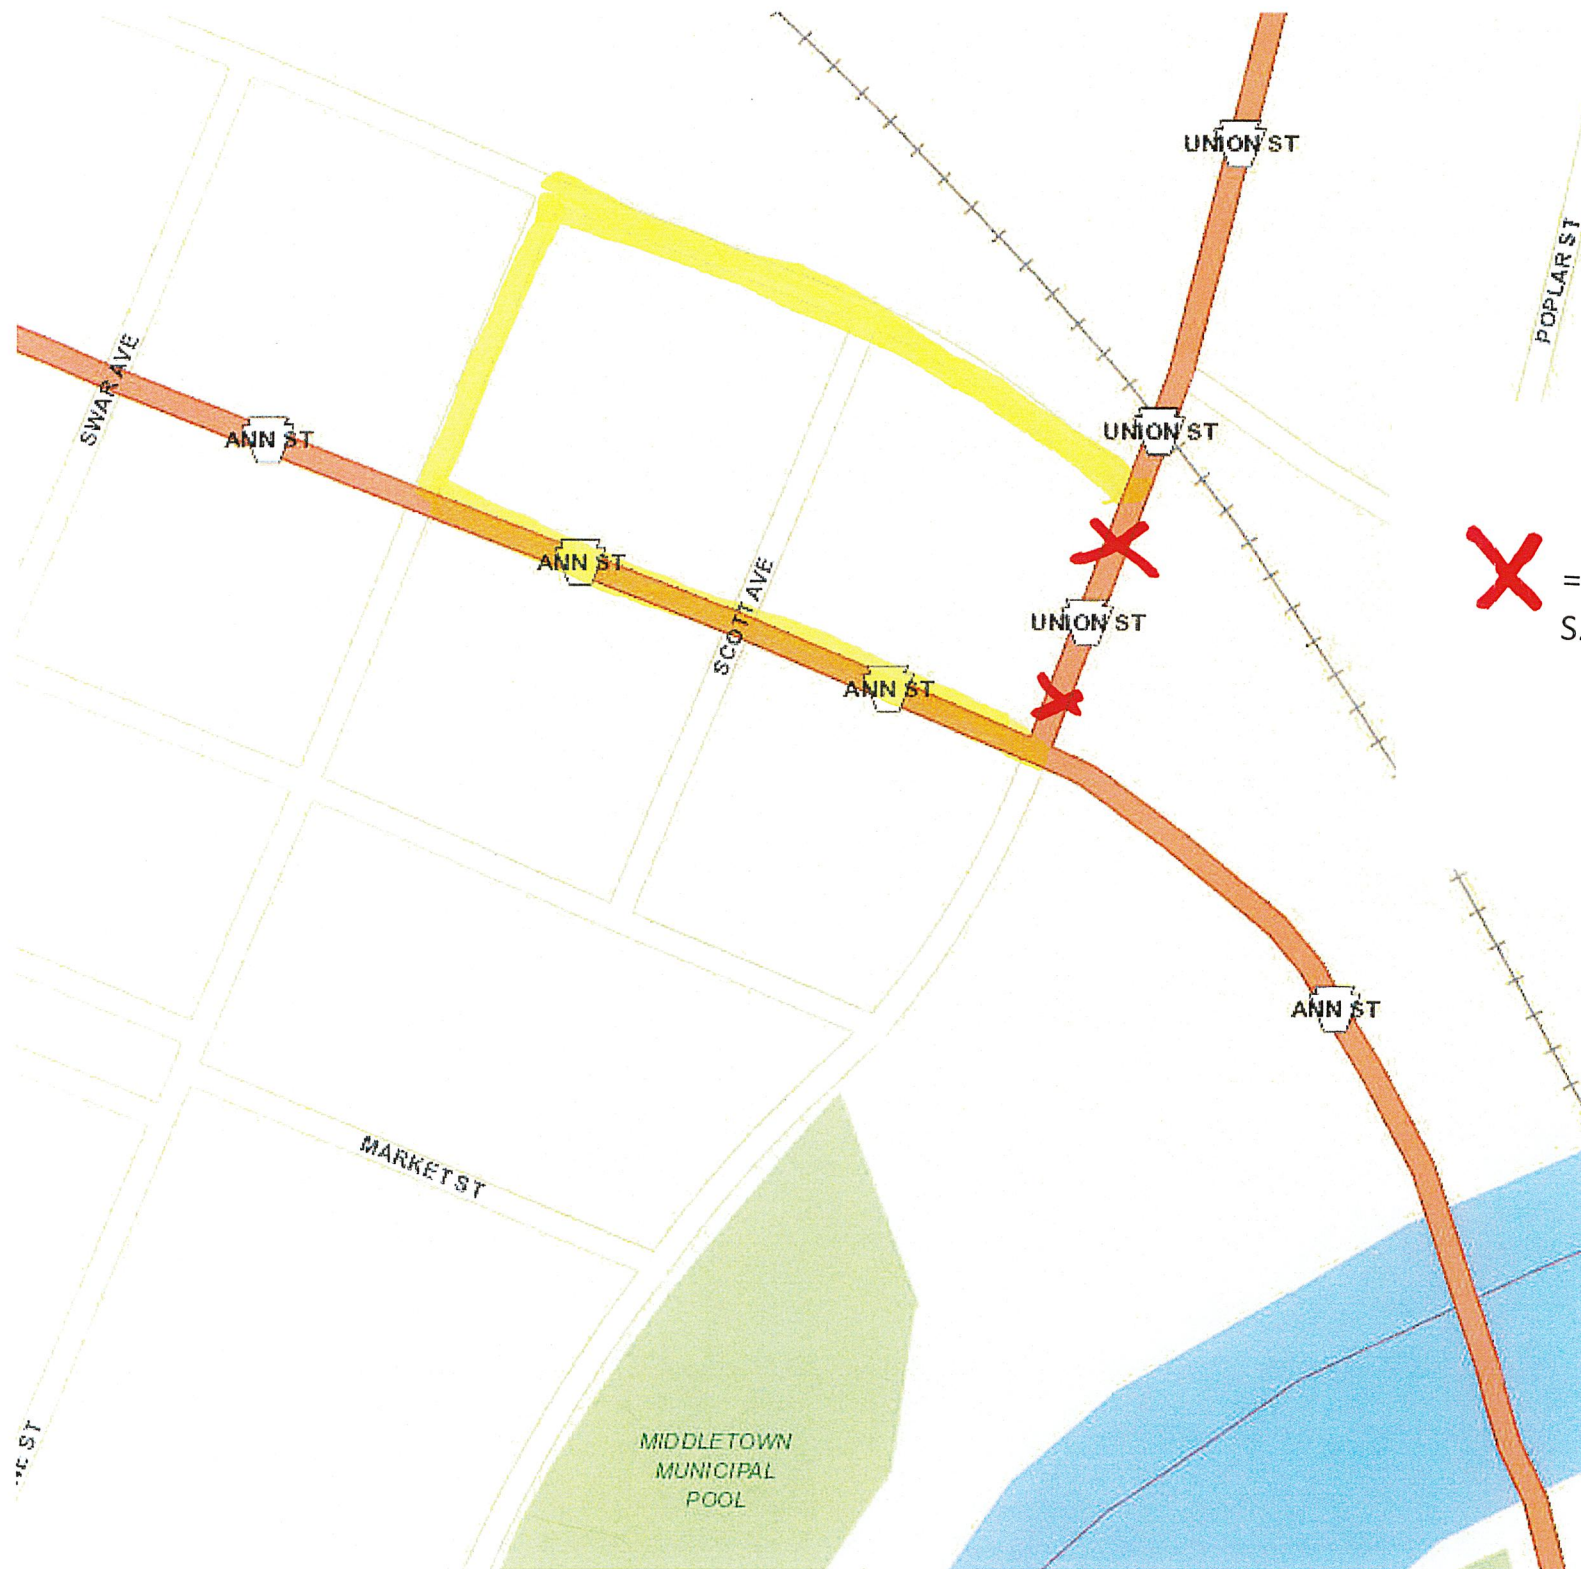 UNION ST
POPLAR ST
SWAR AVE
ANN ST
UNION ST
ANN ST
SCOTT AVE
UNION ST
=
ANN ST
ANN ST
MARKET ST
MIDDLETOWN
MUNICIPAL
POOL